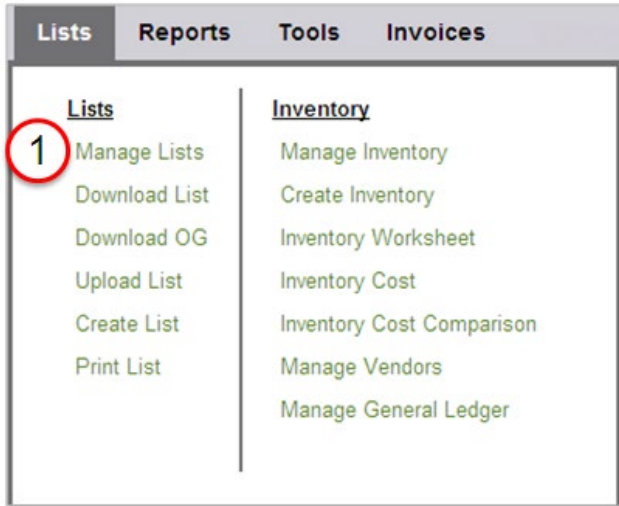 Lists Reports Tools Invoices
Lists
1 Manage Lists
Download List
Download OG
Upload List
Create List
Print List
Inventory
Manage Inventory
Create Inventory
Inventory Worksheet
Inventory Cost
Inventory Cost Comparison
Manage Vendors
Manage General Ledger